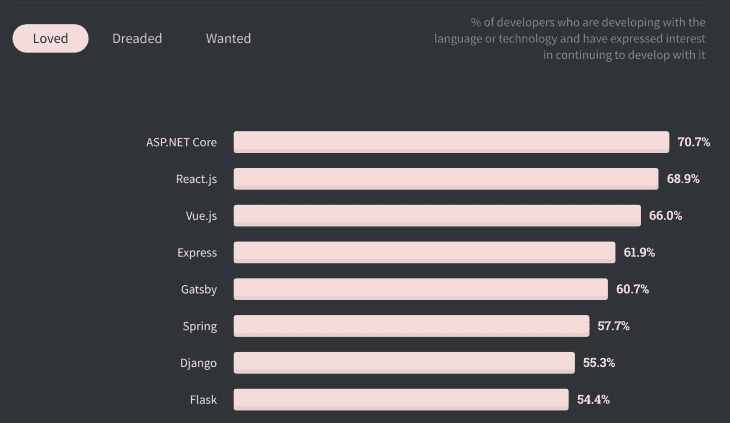 Loved
Dreaded
Wanted
% of developers who are developing with the
language or technology and have expressed interest
in continuing to develop with it
ASP.NET Core 70.7%
React.js 68.9%
Vue.js 66.0%
Express 61.9%
Gatsby 60.7%
Spring 57.7%
Django 55.3%
Flask 54.4%